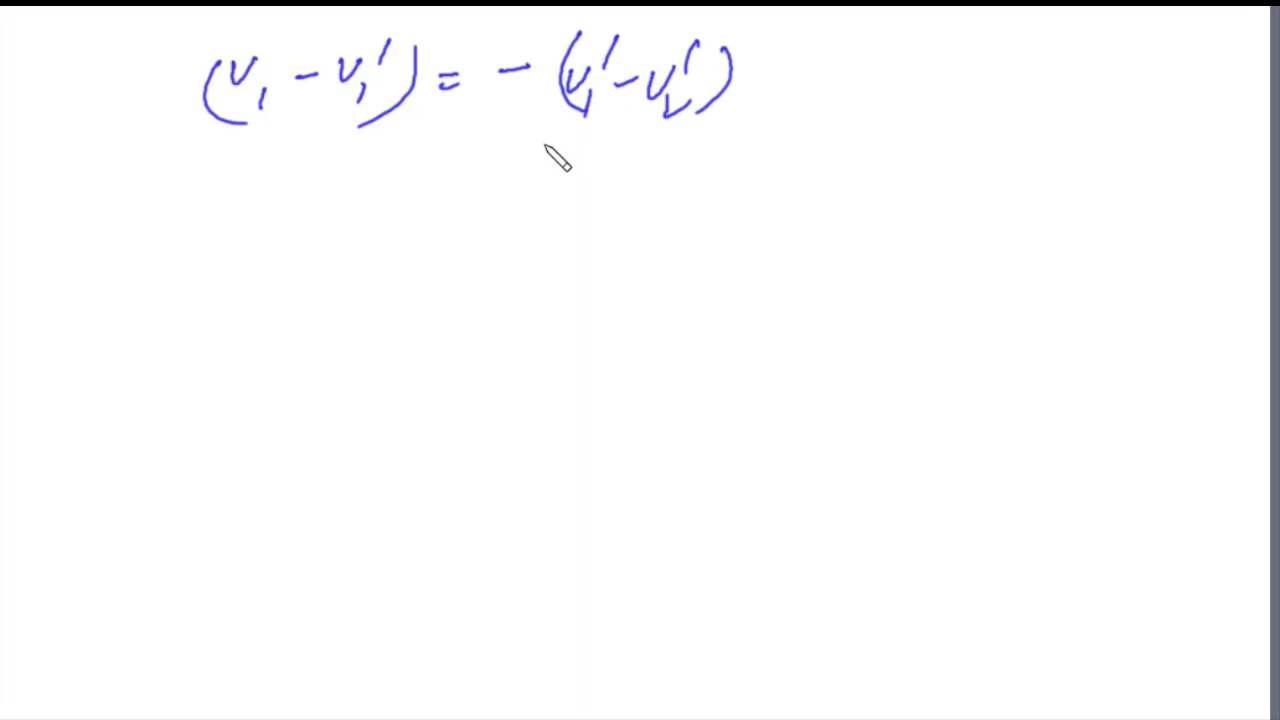 (v₁ - v₁') = - (v₁' - v₂')